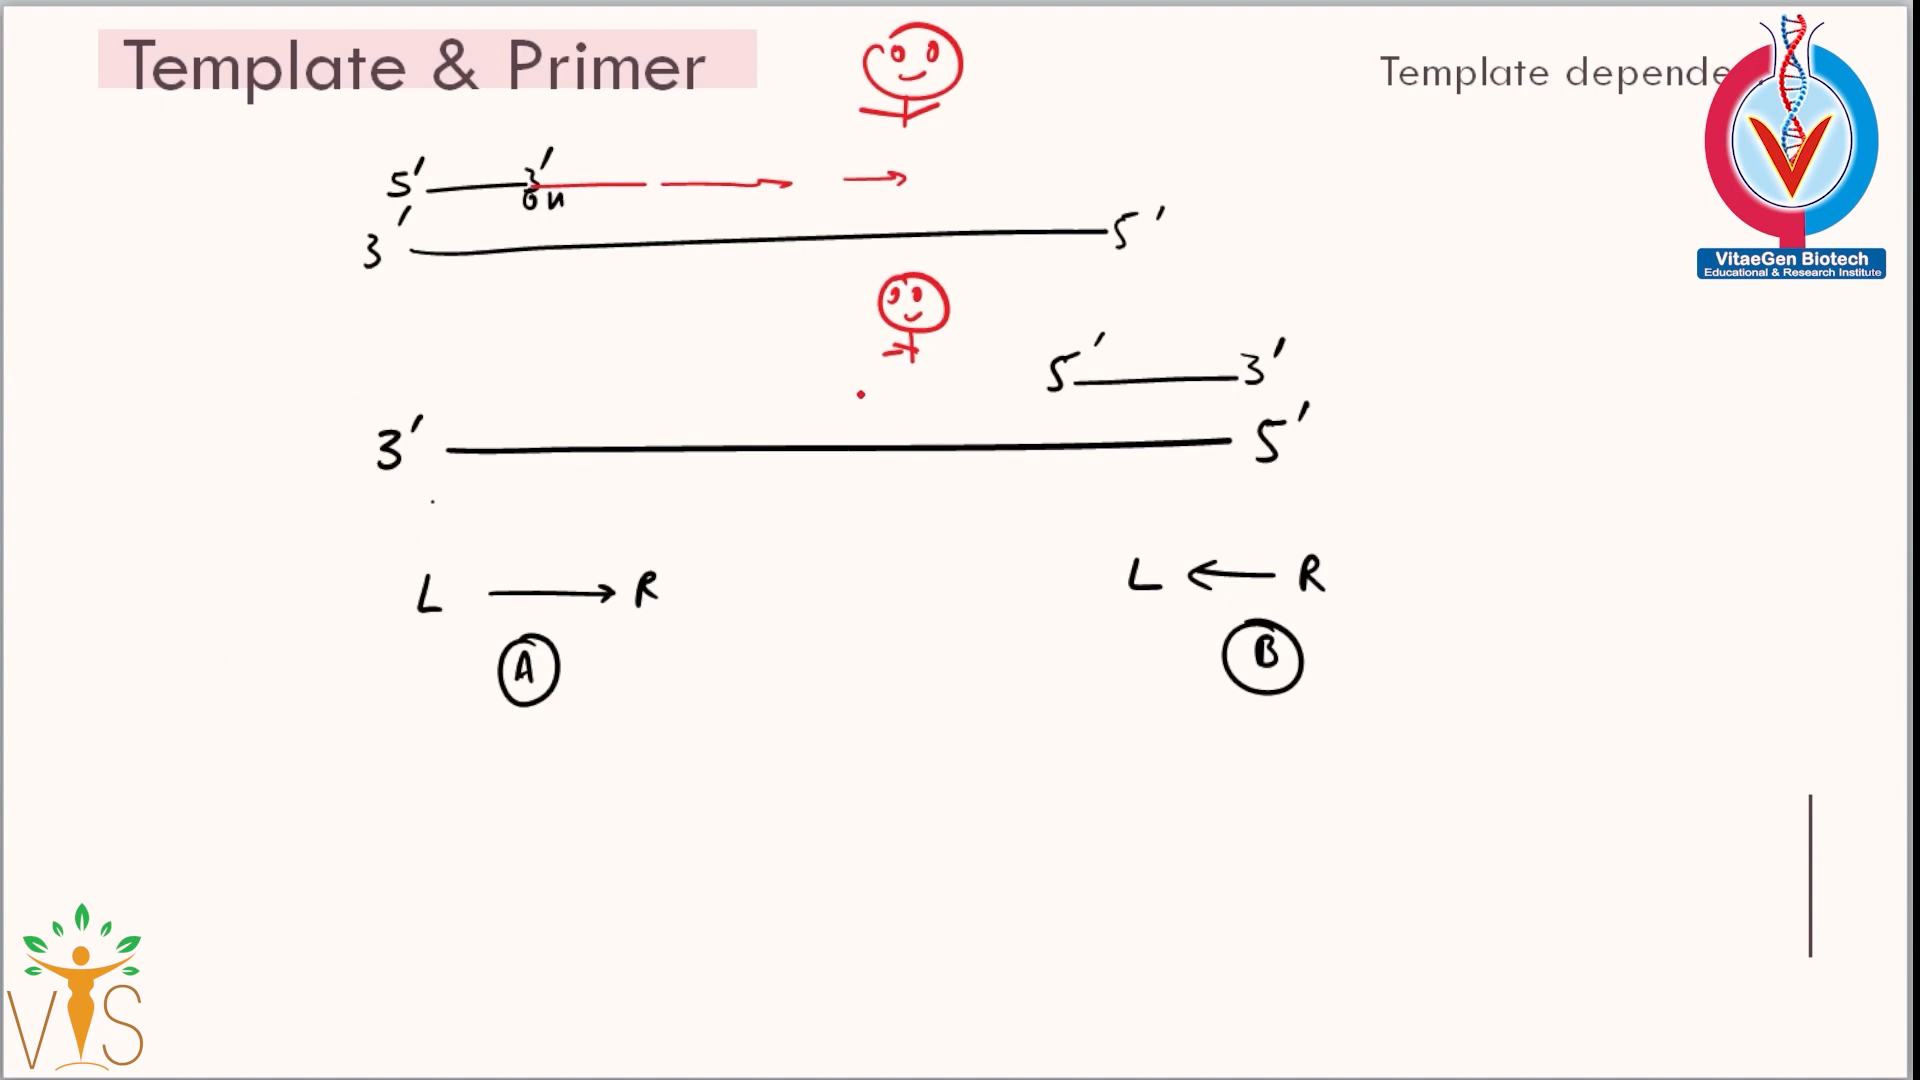 Template & Primer
Template depende
VitaeGen Biotech
Educational & Research Institute
5' 3'
OH
3' 5'
5' 3'
3' 5'
L → R
L ← R
A
B
VIS